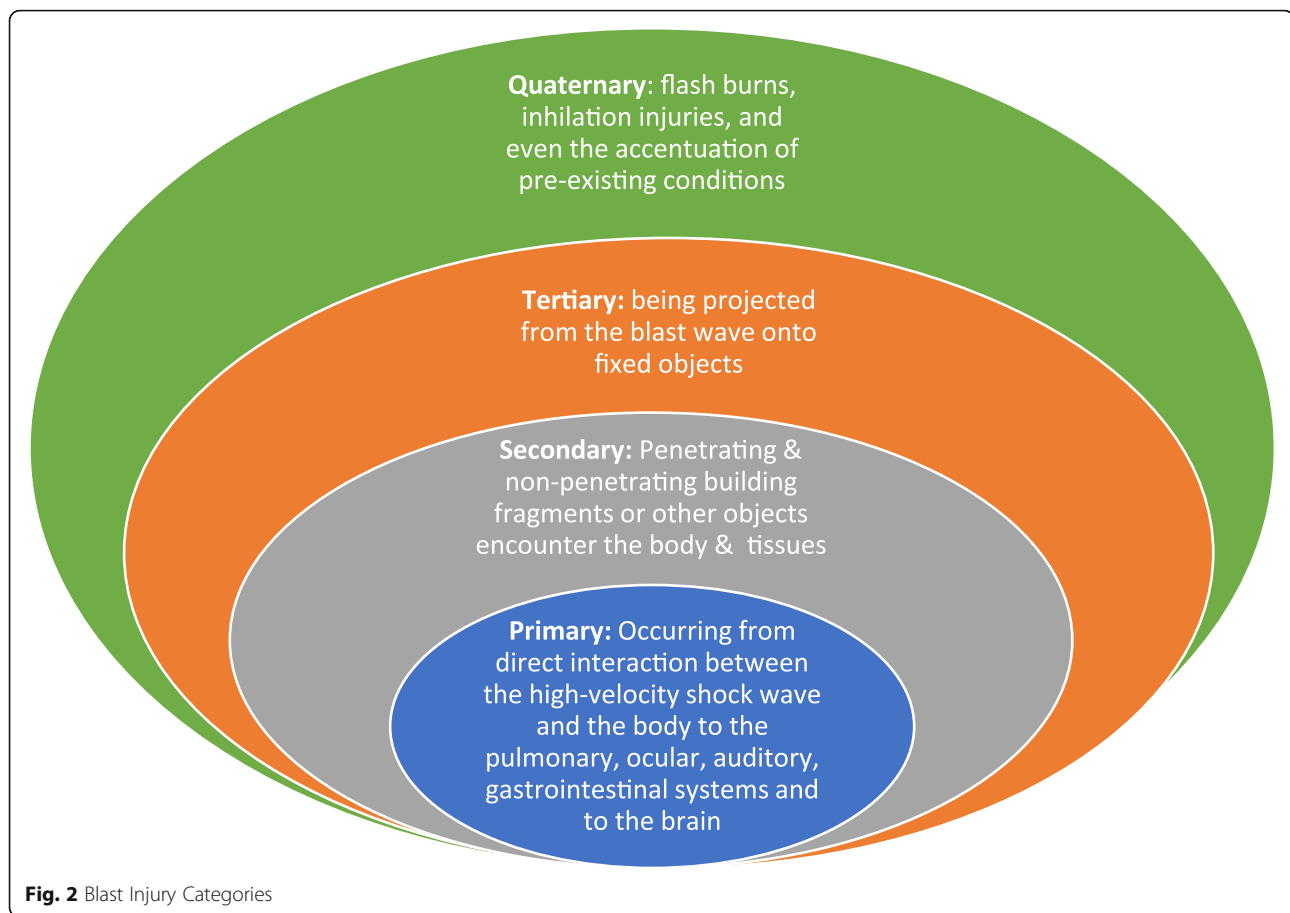 Quaternary: flash burns,
inhilation injuries, and
even the accentuation of
pre-existing conditions
Tertiary: being projected
from the blast wave onto
fixed objects
Secondary: Penetrating &
non-penetrating building
fragments or other objects
encounter the body & tissues
Primary: Occurring from
direct interaction between
the high-velocity shock wave
and the body to the
pulmonary, ocular, auditory,
gastrointestinal systems and
to the brain
Fig. 2 Blast Injury Categories